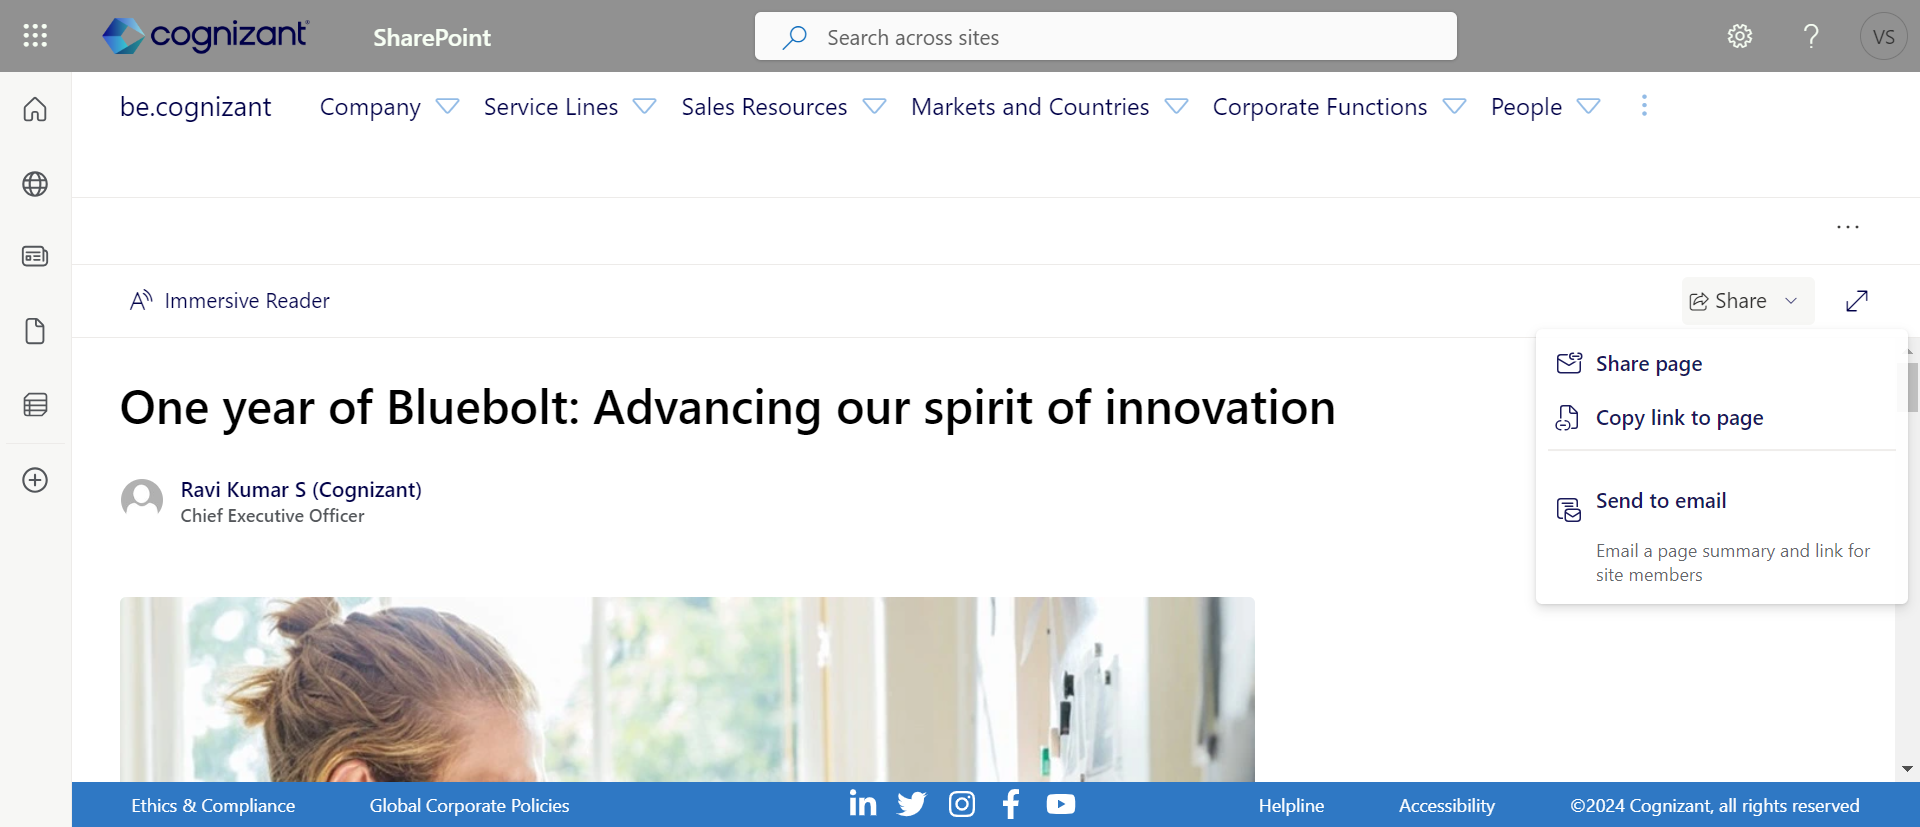 cognizant
SharePoint
Search across sites
?
VS
be.cognizant
Company
Service Lines
Sales Resources
Markets and Countries
Corporate Functions
People
Immersive Reader
Share
Share page
Copy link to page
Send to email
Email a page summary and link for
site members
One year of Bluebolt: Advancing our spirit of innovation
Ravi Kumar S (Cognizant)
Chief Executive Officer
Ethics & Compliance
Global Corporate Policies
Helpline
Accessibility
©2024 Cognizant, all rights reserved